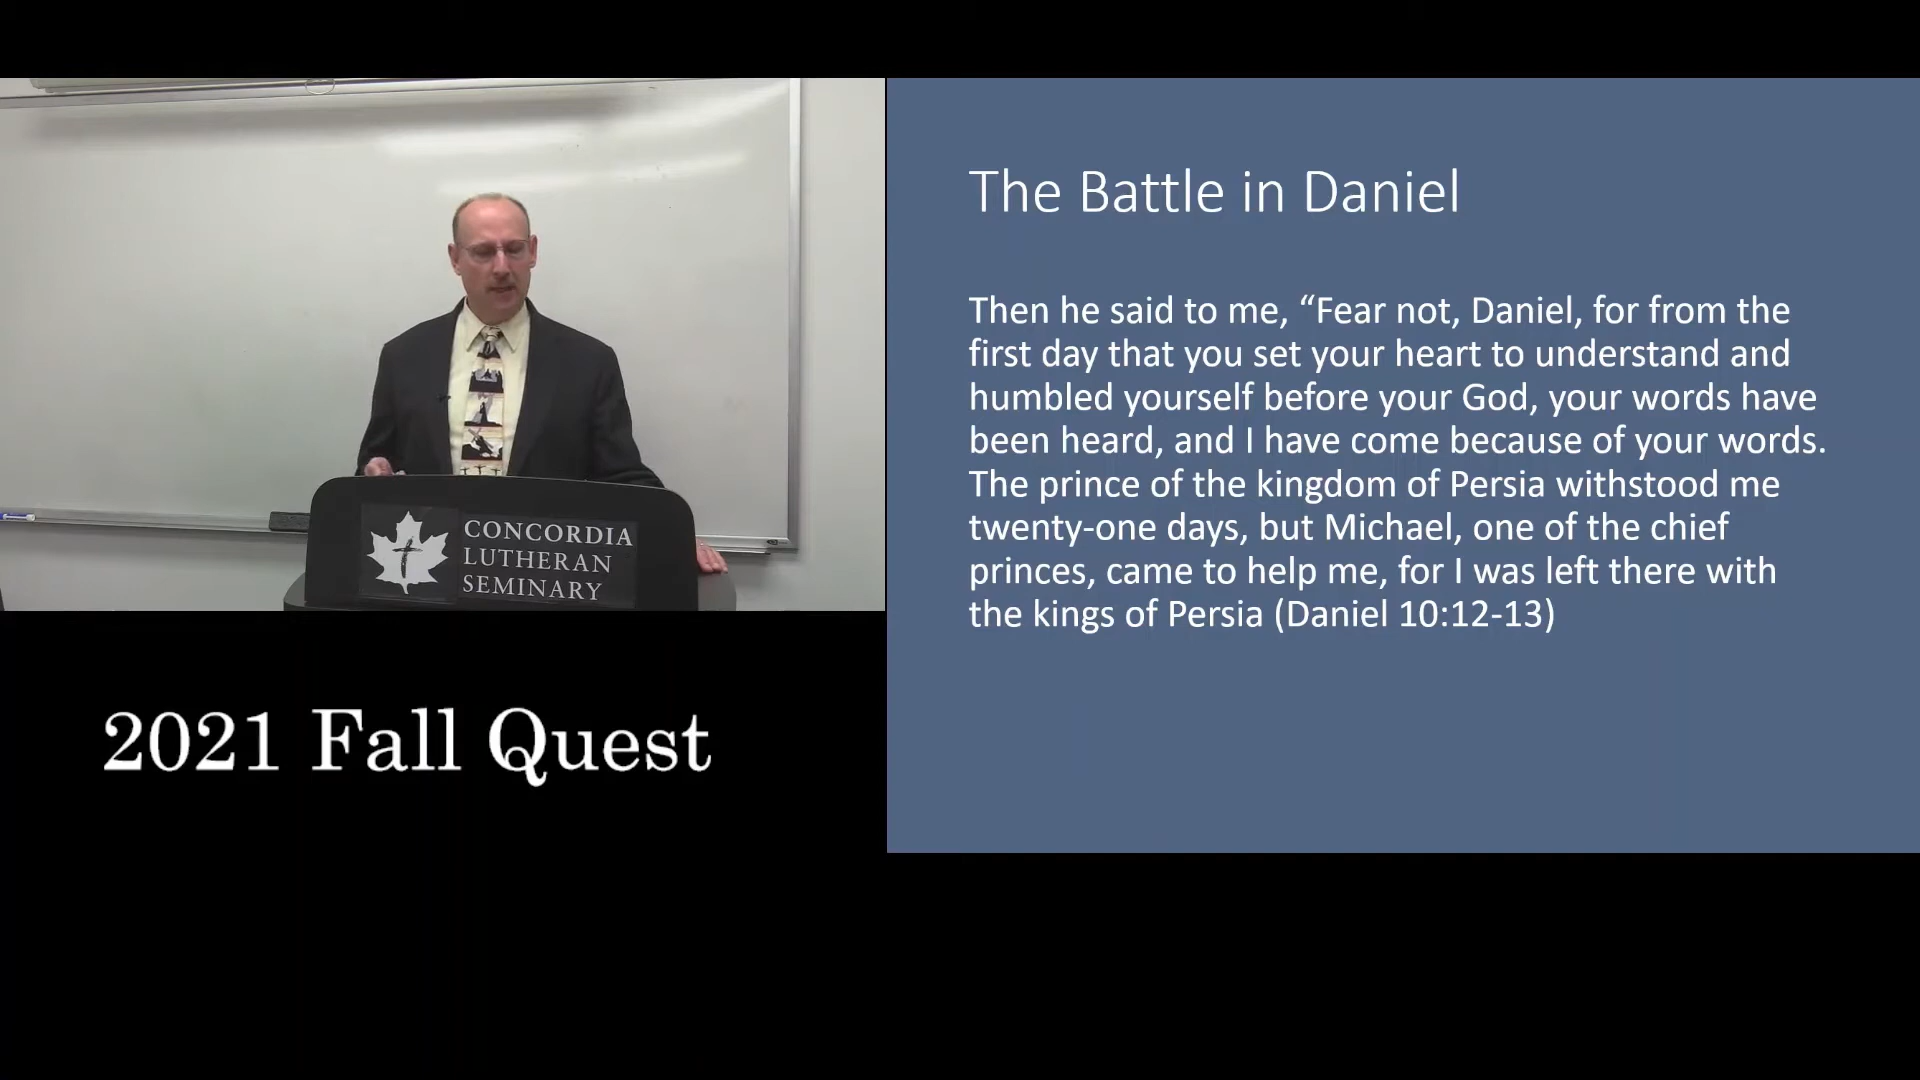 CONCORDIA
LUTHERAN
SEMINARY
2021 Fall Quest
The Battle in Daniel
Then he said to me, “Fear not, Daniel, for from the
first day that you set your heart to understand and
humbled yourself before your God, your words have
been heard, and I have come because of your words.
The prince of the kingdom of Persia withstood me
twenty-one days, but Michael, one of the chief
princes, came to help me, for I was left there with
the kings of Persia (Daniel 10:12-13)